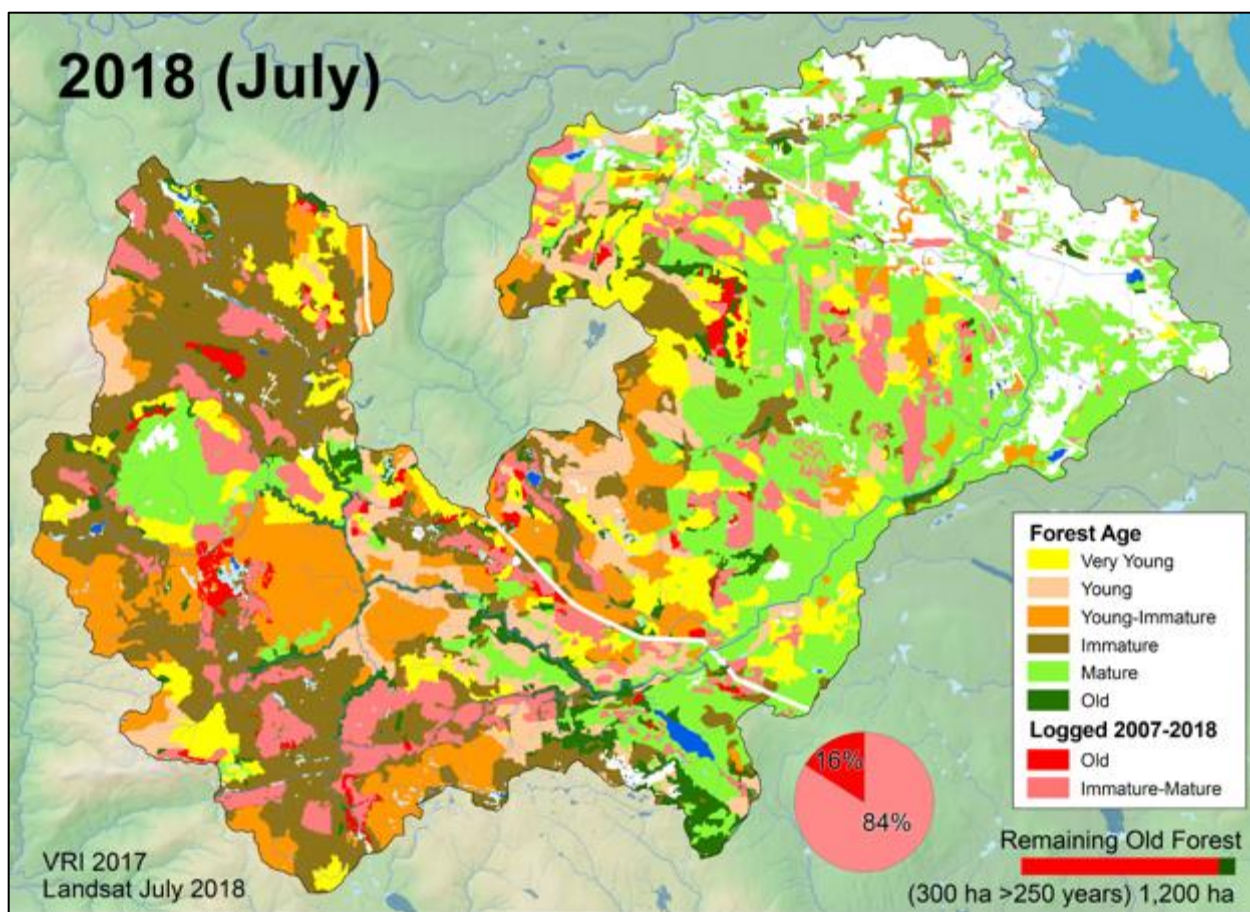 2018 (July)
Forest Age
Very Young
Young
Young-Immature
Immature
Mature
Old
Logged 2007-2018
Old
Immature-Mature
16%
84%
Remaining Old Forest
(300 ha >250 years) 1,200 ha
VRI 2017
Landsat July 2018